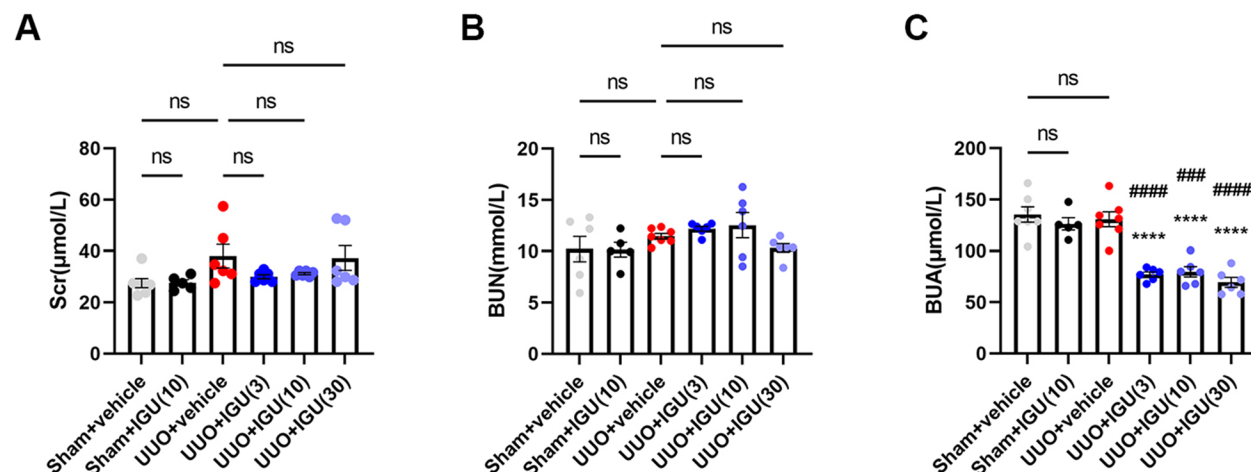 A
ns
ns
ns
ns
ns
Scr(μmol/L)
80
60
40
20
0
Sham+vehicle
Sham+IGU(10)
UUO+vehicle
UUO+IGU(3)
UUO+IGU(10)
UUO+IGU(30)
B
ns
ns
ns
ns
ns
BUN(mmol/L)
20
15
10
5
0
Sham+vehicle
Sham+IGU(10)
UUO+vehicle
UUO+IGU(3)
UUO+IGU(10)
UUO+IGU(30)
C
ns
ns
#### ### ####
**** **** ****
BUA(μmol/L)
200
150
100
50
0
Sham+vehicle
Sham+IGU(10)
UUO+vehicle
UUO+IGU(3)
UUO+IGU(10)
UUO+IGU(30)